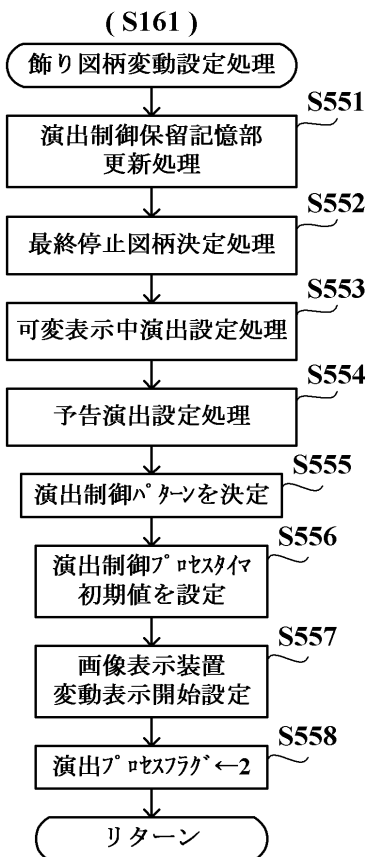 ( S161 )
飾り図柄変動設定処理
S551
演出制御保留記憶部
更新処理
S552
最終停止図柄決定処理
S553
可変表示中演出設定処理
S554
予告演出設定処理
S555
演出制御ﾊﾟﾀｰﾝを決定
S556
演出制御ﾌﾟﾛｾｽﾀｲﾏ
初期値を設定
S557
画像表示装置
変動表示開始設定
S558
演出ﾌﾟﾛｾｽﾌﾗｸﾞ←2
リターン